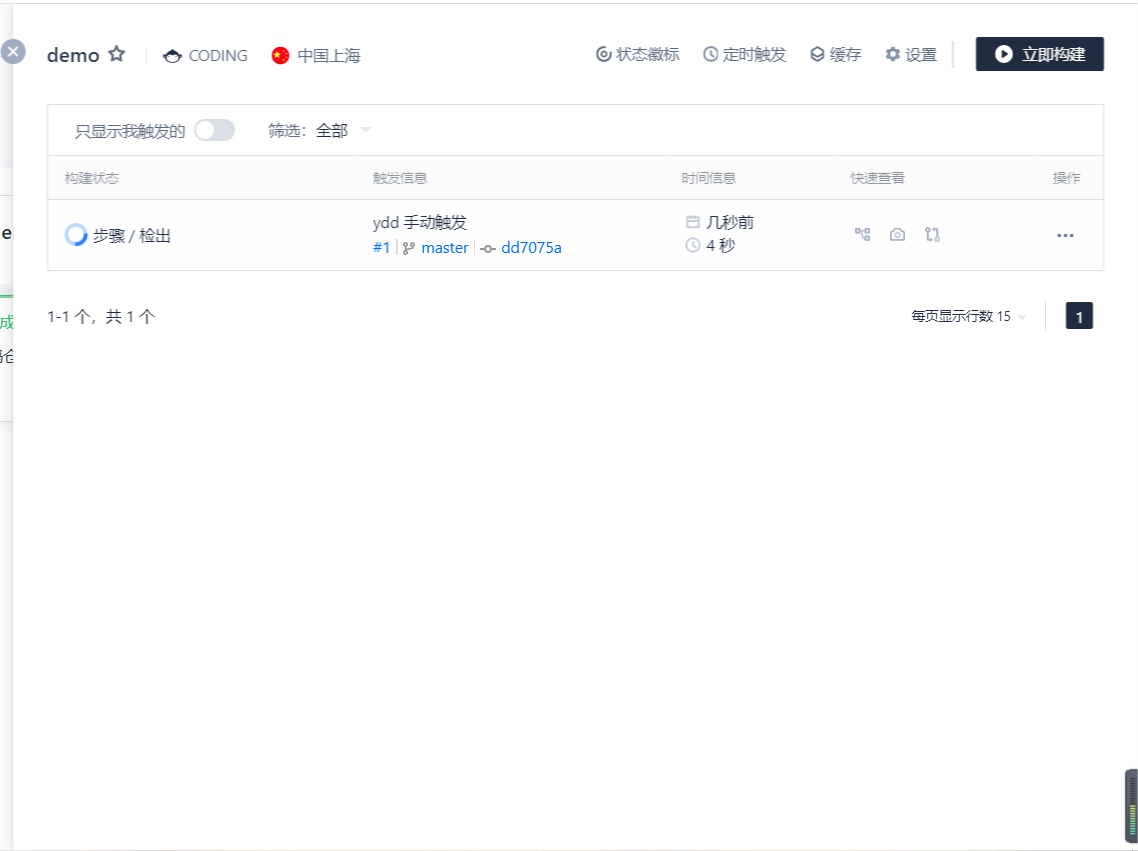 demo CODING 中国上海 状态徽标 定时触发 缓存 设置 立即构建
只显示我触发的 筛选: 全部
构建状态 触发信息 时间信息 快速查看 操作
步骤 / 检出
ydd 手动触发
#1 master dd7075a
几秒前
4 秒
1-1 个，共 1 个 每页显示行数 15 1
e
成